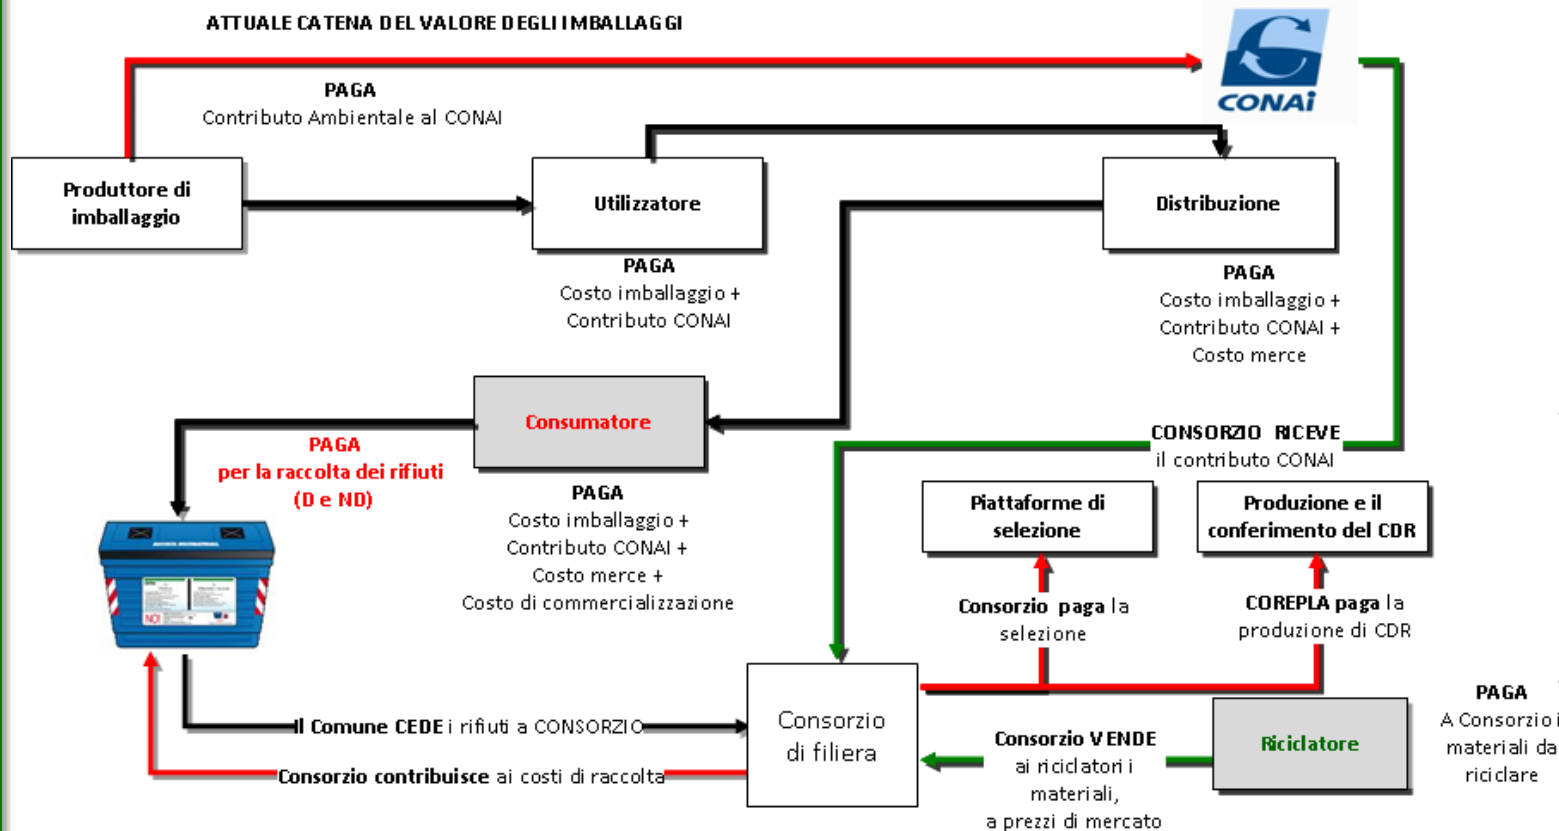 ATTUALE CATENA DEL VALORE DEGLI IMBALLAGGI
CONAi
PAGA
Contributo Ambientale al CONAI
Produttore di
imballaggio
Utilizzatore
Distribuzione
PAGA
Costo imballaggio +
Contributo CONAI
PAGA
Costo imballaggio +
Contributo CONAI +
Costo merce
Consumatore
PAGA
per la raccolta dei rifiuti
(D e ND)
PAGA
Costo imballaggio +
Contributo CONAI +
Costo merce +
Costo di commercializzazione
CONSORZIO RICEVE
il contributo CONAI
Piattaforme di
selezione
Produzione e il
conferimento del CDR
Consorzio paga la
selezione
COREPLA paga la
produzione di CDR
NO!
Il Comune CEDE i rifiuti a CONSORZIO
Consorzio contribuisce ai costi di raccolta
Consorzio
di filiera
Consorzio VENDE
ai riciclatori i
materiali,
a prezzi di mercato
Riciclatore
PAGA
A Consorzio i
materiali da
riciclare